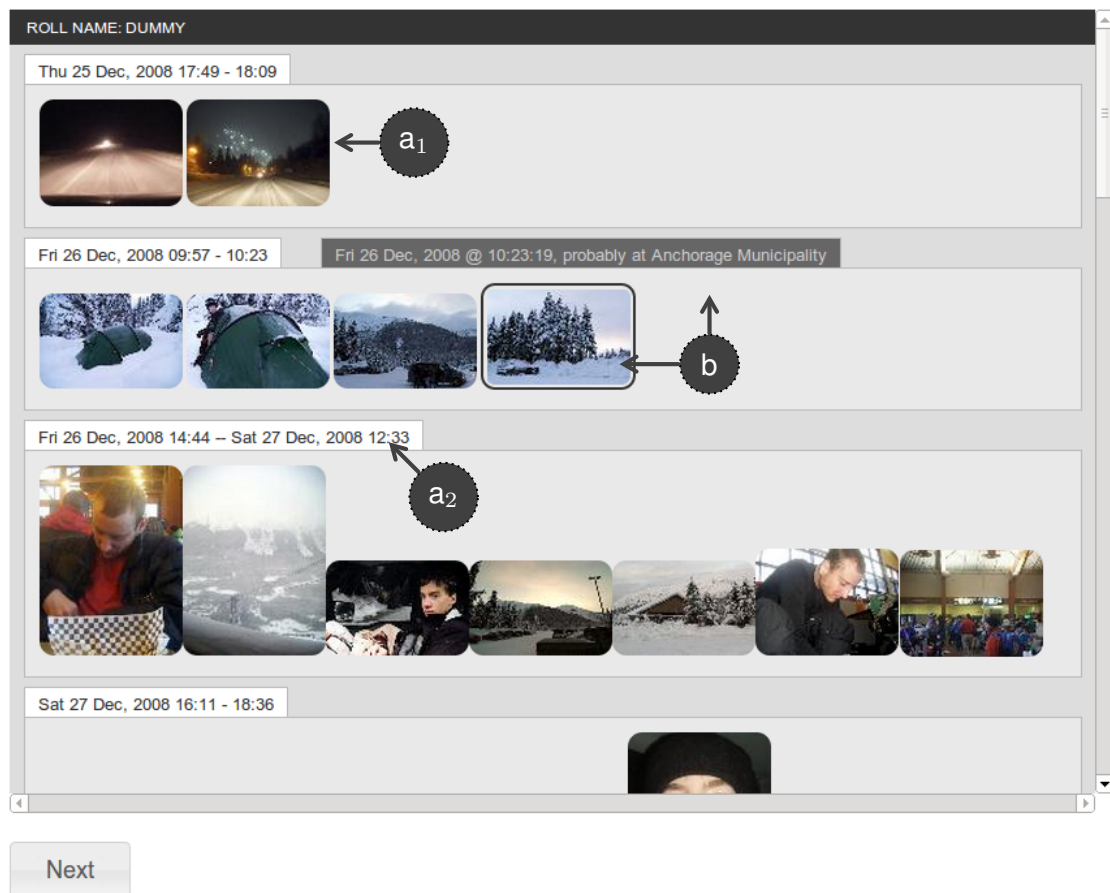 ROLL NAME: DUMMY
Thu 25 Dec, 2008 17:49 - 18:09
a₁
Fri 26 Dec, 2008 09:57 - 10:23
Fri 26 Dec, 2008 @ 10:23:19, probably at Anchorage Municipality
b
Fri 26 Dec, 2008 14:44 -- Sat 27 Dec, 2008 12:33
a₂
Sat 27 Dec, 2008 16:11 - 18:36
Next